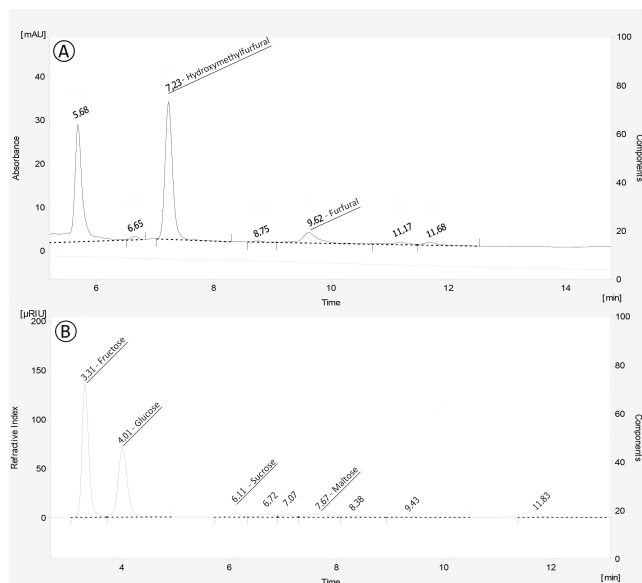 [mAU]
100
A
7,23 - Hydroxymethylfurfural
40
5,68
80
30
Absorbance
60
Components
20
40
9,62 - Furfural
10
6,65
8,75
11,17
11,68
20
0
0
6
8
10
12
14
Time
[min]
[µRIU]
200
100
B
3,31 - Fructose
150
80
4,01 - Glucose
60
Refractive Index
100
Components
40
50
6,11 - Sucrose
6,72
7,07
7,67 - Maltose
8,38
9,43
11,83
20
0
0
4
6
8
10
12
Time
[min]